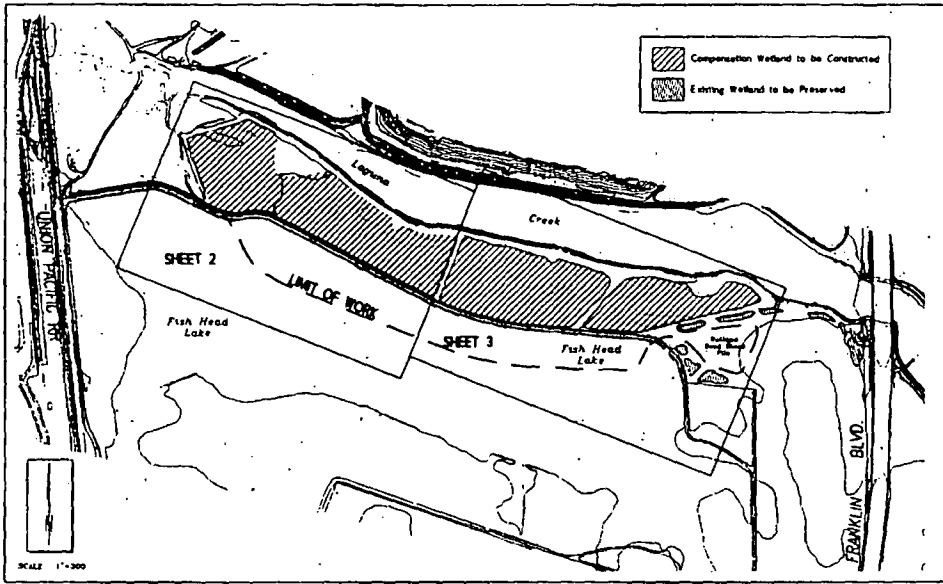 Compensation Wetland to be Constructed
Existing Wetland to be Preserved
Laguna
Creek
UNION PACIFIC RR
SHEET 2
LIMIT OF WORK
SHEET 3
Fish Head
Lake
Fish Head
Lake
FRANKLIN BLVD.
SCALE 1"=300